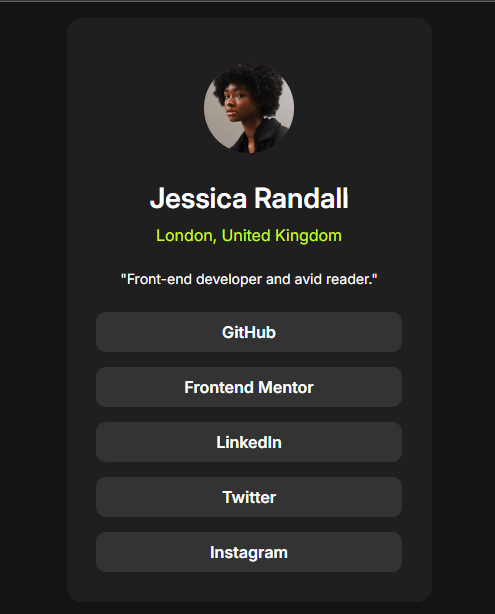 Jessica Randall
London, United Kingdom
"Front-end developer and avid reader."
GitHub
Frontend Mentor
LinkedIn
Twitter
Instagram